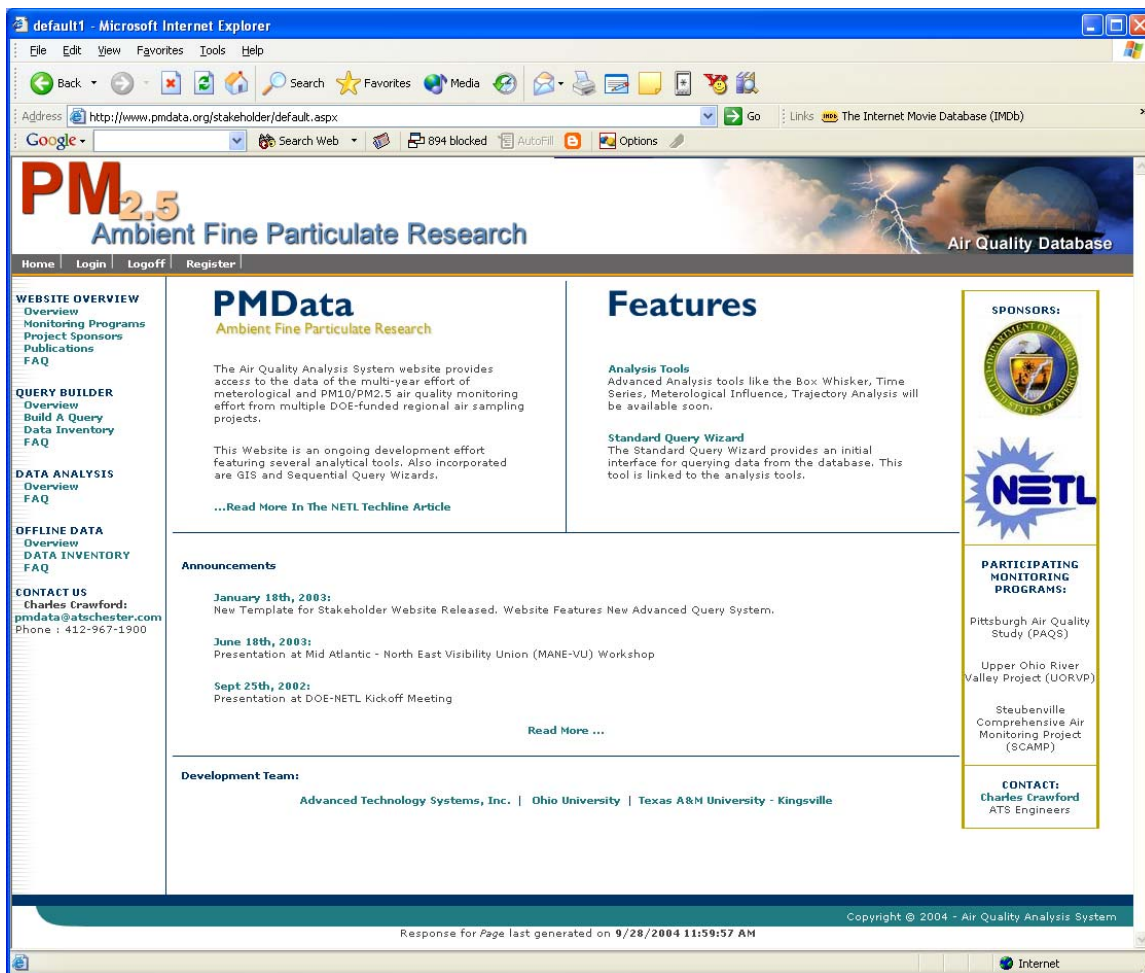 default1 - Microsoft Internet Explorer
File Edit View Favorites Tools Help
Back Search Favorites Media
Address http://www.pmdata.org/stakeholder/default.aspx Go Links The Internet Movie Database (IMDb) »
Google Search Web 894 blocked AutoFill Options
PM2.5
Ambient Fine Particulate Research
Air Quality Database
Home Login Logoff Register
WEBSITE OVERVIEW
Overview
Monitoring Programs
Project Sponsors
Publications
FAQ
QUERY BUILDER
Overview
Build A Query
Data Inventory
FAQ
DATA ANALYSIS
Overview
FAQ
OFFLINE DATA
Overview
DATA INVENTORY
FAQ
CONTACT US
Charles Crawford:
pmdata@atschester.com
Phone : 412-967-1900
PMData
Ambient Fine Particulate Research
The Air Quality Analysis System website provides
access to the data of the multi-year effort of
meterological and PM10/PM2.5 air quality monitoring
effort from multiple DOE-funded regional air sampling
projects.
This Website is an ongoing development effort
featuring several analytical tools. Also incorporated
are GIS and Sequential Query Wizards.
...Read More In The NETL Techline Article
Features
Analysis Tools
Advanced Analysis tools like the Box Whisker, Time
Series, Meterological Influence, Trajectory Analysis will
be available soon.
Standard Query Wizard
The Standard Query Wizard provides an initial
interface for querying data from the database. This
tool is linked to the analysis tools.
Announcements
January 18th, 2003:
New Template for Stakeholder Website Released. Website Features New Advanced Query System.
June 18th, 2003:
Presentation at Mid Atlantic - North East Visibility Union (MANE-VU) Workshop
Sept 25th, 2002:
Presentation at DOE-NETL Kickoff Meeting
Read More ...
Development Team:
Advanced Technology Systems, Inc. | Ohio University | Texas A&M University - Kingsville
SPONSORS:
NETL
PARTICIPATING
MONITORING
PROGRAMS:
Pittsburgh Air Quality
Study (PAQS)
Upper Ohio River
Valley Project (UORVP)
Steubenville
Comprehensive Air
Monitoring Project
(SCAMP)
CONTACT:
Charles Crawford
ATS Engineers
Copyright © 2004 - Air Quality Analysis System
Response for Page last generated on 9/28/2004 11:59:57 AM
Internet